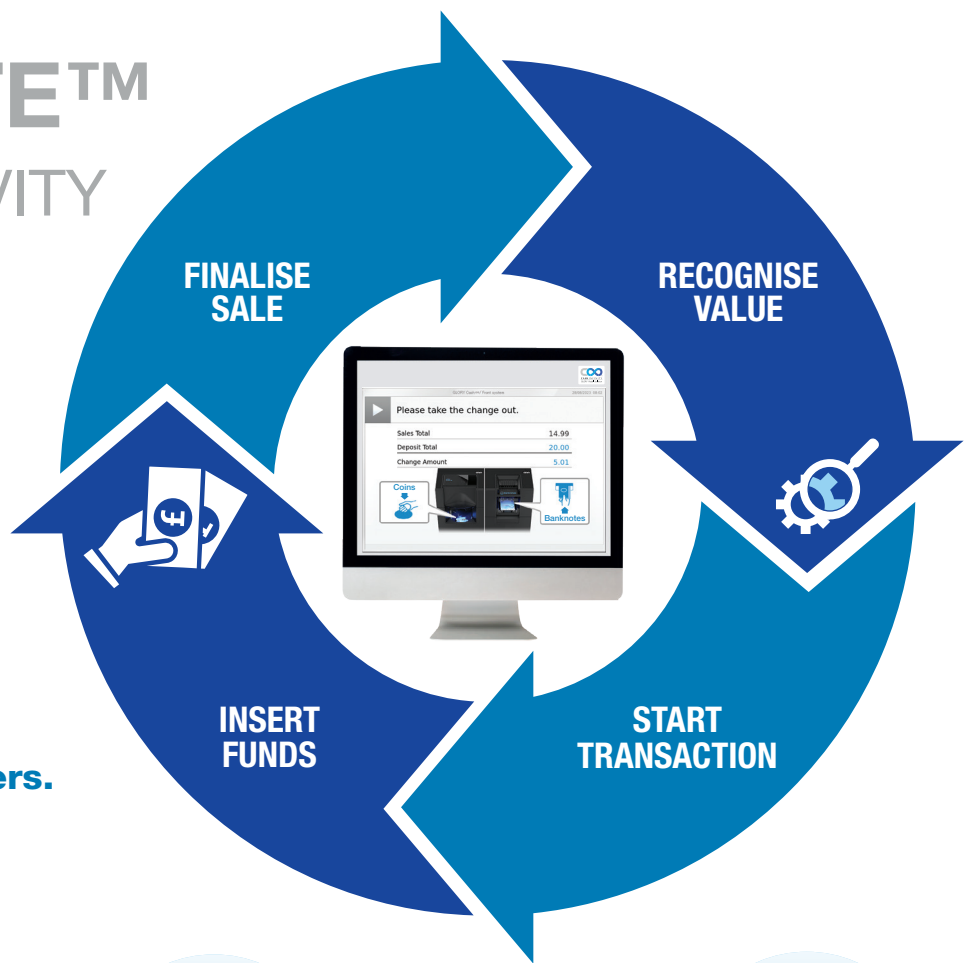 TE™
VITY
FINALISE
SALE
RECOGNISE
VALUE
Please take the change out.
Sales Total 14.99
Deposit Total 20.00
Change Amount 5.01
Coins
Banknotes
£
£
INSERT
FUNDS
START
TRANSACTION
ers.